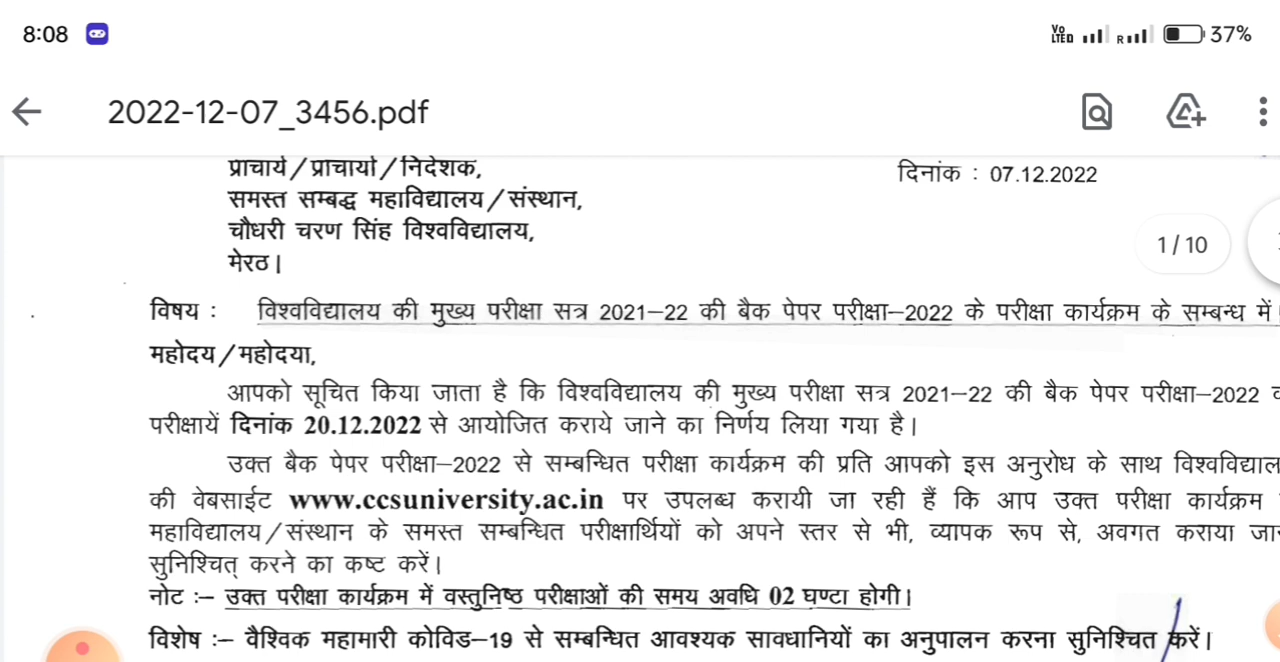 8:08
Vo LTE R 37%
2022-12-07_3456.pdf
प्राचार्य/प्राचार्या/निदेशक,
दिनांक : 07.12.2022
समस्त सम्बद्ध महाविद्यालय/संस्थान,
चौधरी चरण सिंह विश्वविद्यालय,
1/10
मेरठ।
विषय : विश्वविद्यालय की मुख्य परीक्षा सत्र 2021–22 की बैक पेपर परीक्षा–2022 के परीक्षा कार्यक्रम के सम्बन्ध में।
महोदय/महोदया,
आपको सूचित किया जाता है कि विश्वविद्यालय की मुख्य परीक्षा सत्र 2021–22 की बैक पेपर परीक्षा–2022
परीक्षायें दिनांक 20.12.2022 से आयोजित कराये जाने का निर्णय लिया गया है।
उक्त बैक पेपर परीक्षा–2022 से सम्बन्धित परीक्षा कार्यक्रम की प्रति आपको इस अनुरोध के साथ
की वेबसाईट www.ccsuniversity.ac.in पर उपलब्ध करायी जा रही हैं कि आप उक्त परीक्षा कार्यक्रम
महाविद्यालय/संस्थान के समस्त सम्बन्धित परीक्षार्थियों को अपने स्तर से भी, व्यापक रूप से, अवगत कराया
सुनिश्चित् करने का कष्ट करें।
नोट :– उक्त परीक्षा कार्यक्रम में वस्तुनिष्ठ परीक्षाओं की समय अवधि 02 घण्टा होगी।
विशेष :– वैश्विक महामारी कोविड–19 से सम्बन्धित आवश्यक सावधानियों का अनुपालन करना सुनिश्चित करें।